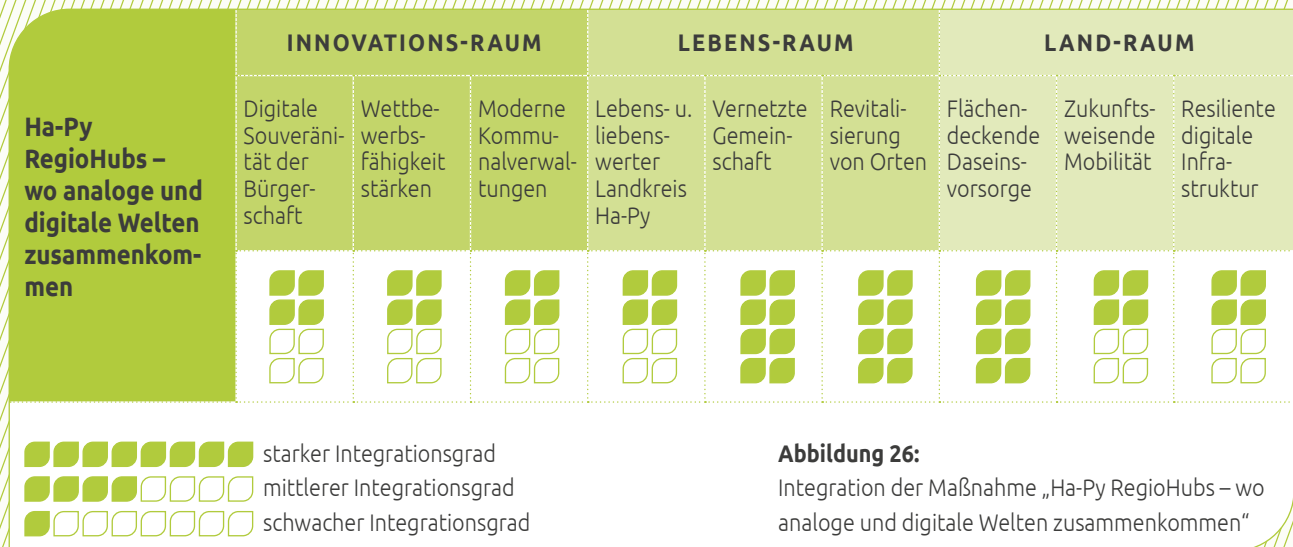 INNOVATIONS-RAUM
LEBENS-RAUM
LAND-RAUM
Ha-Py
RegioHubs –
wo analoge und
digitale Welten
zusammenkom-
men
Digitale
Souveräni-
tät der
Bürger-
schaft
Wettbe-
werbs-
fähigkeit
stärken
Moderne
Kommu-
nalverwal-
tungen
Lebens- u.
liebens-
werter
Landkreis
Ha-Py
Vernetzte
Gemein-
schaft
Revitali-
sierung
von Orten
Flächen-
deckende
Daseins-
vorsorge
Zukunfts-
weisende
Mobilität
Resiliente
digitale
Infra-
struktur
starker Integrationsgrad
mittlerer Integrationsgrad
schwacher Integrationsgrad
Abbildung 26:
Integration der Maßnahme „Ha-Py RegioHubs – wo
analoge und digitale Welten zusammenkommen“